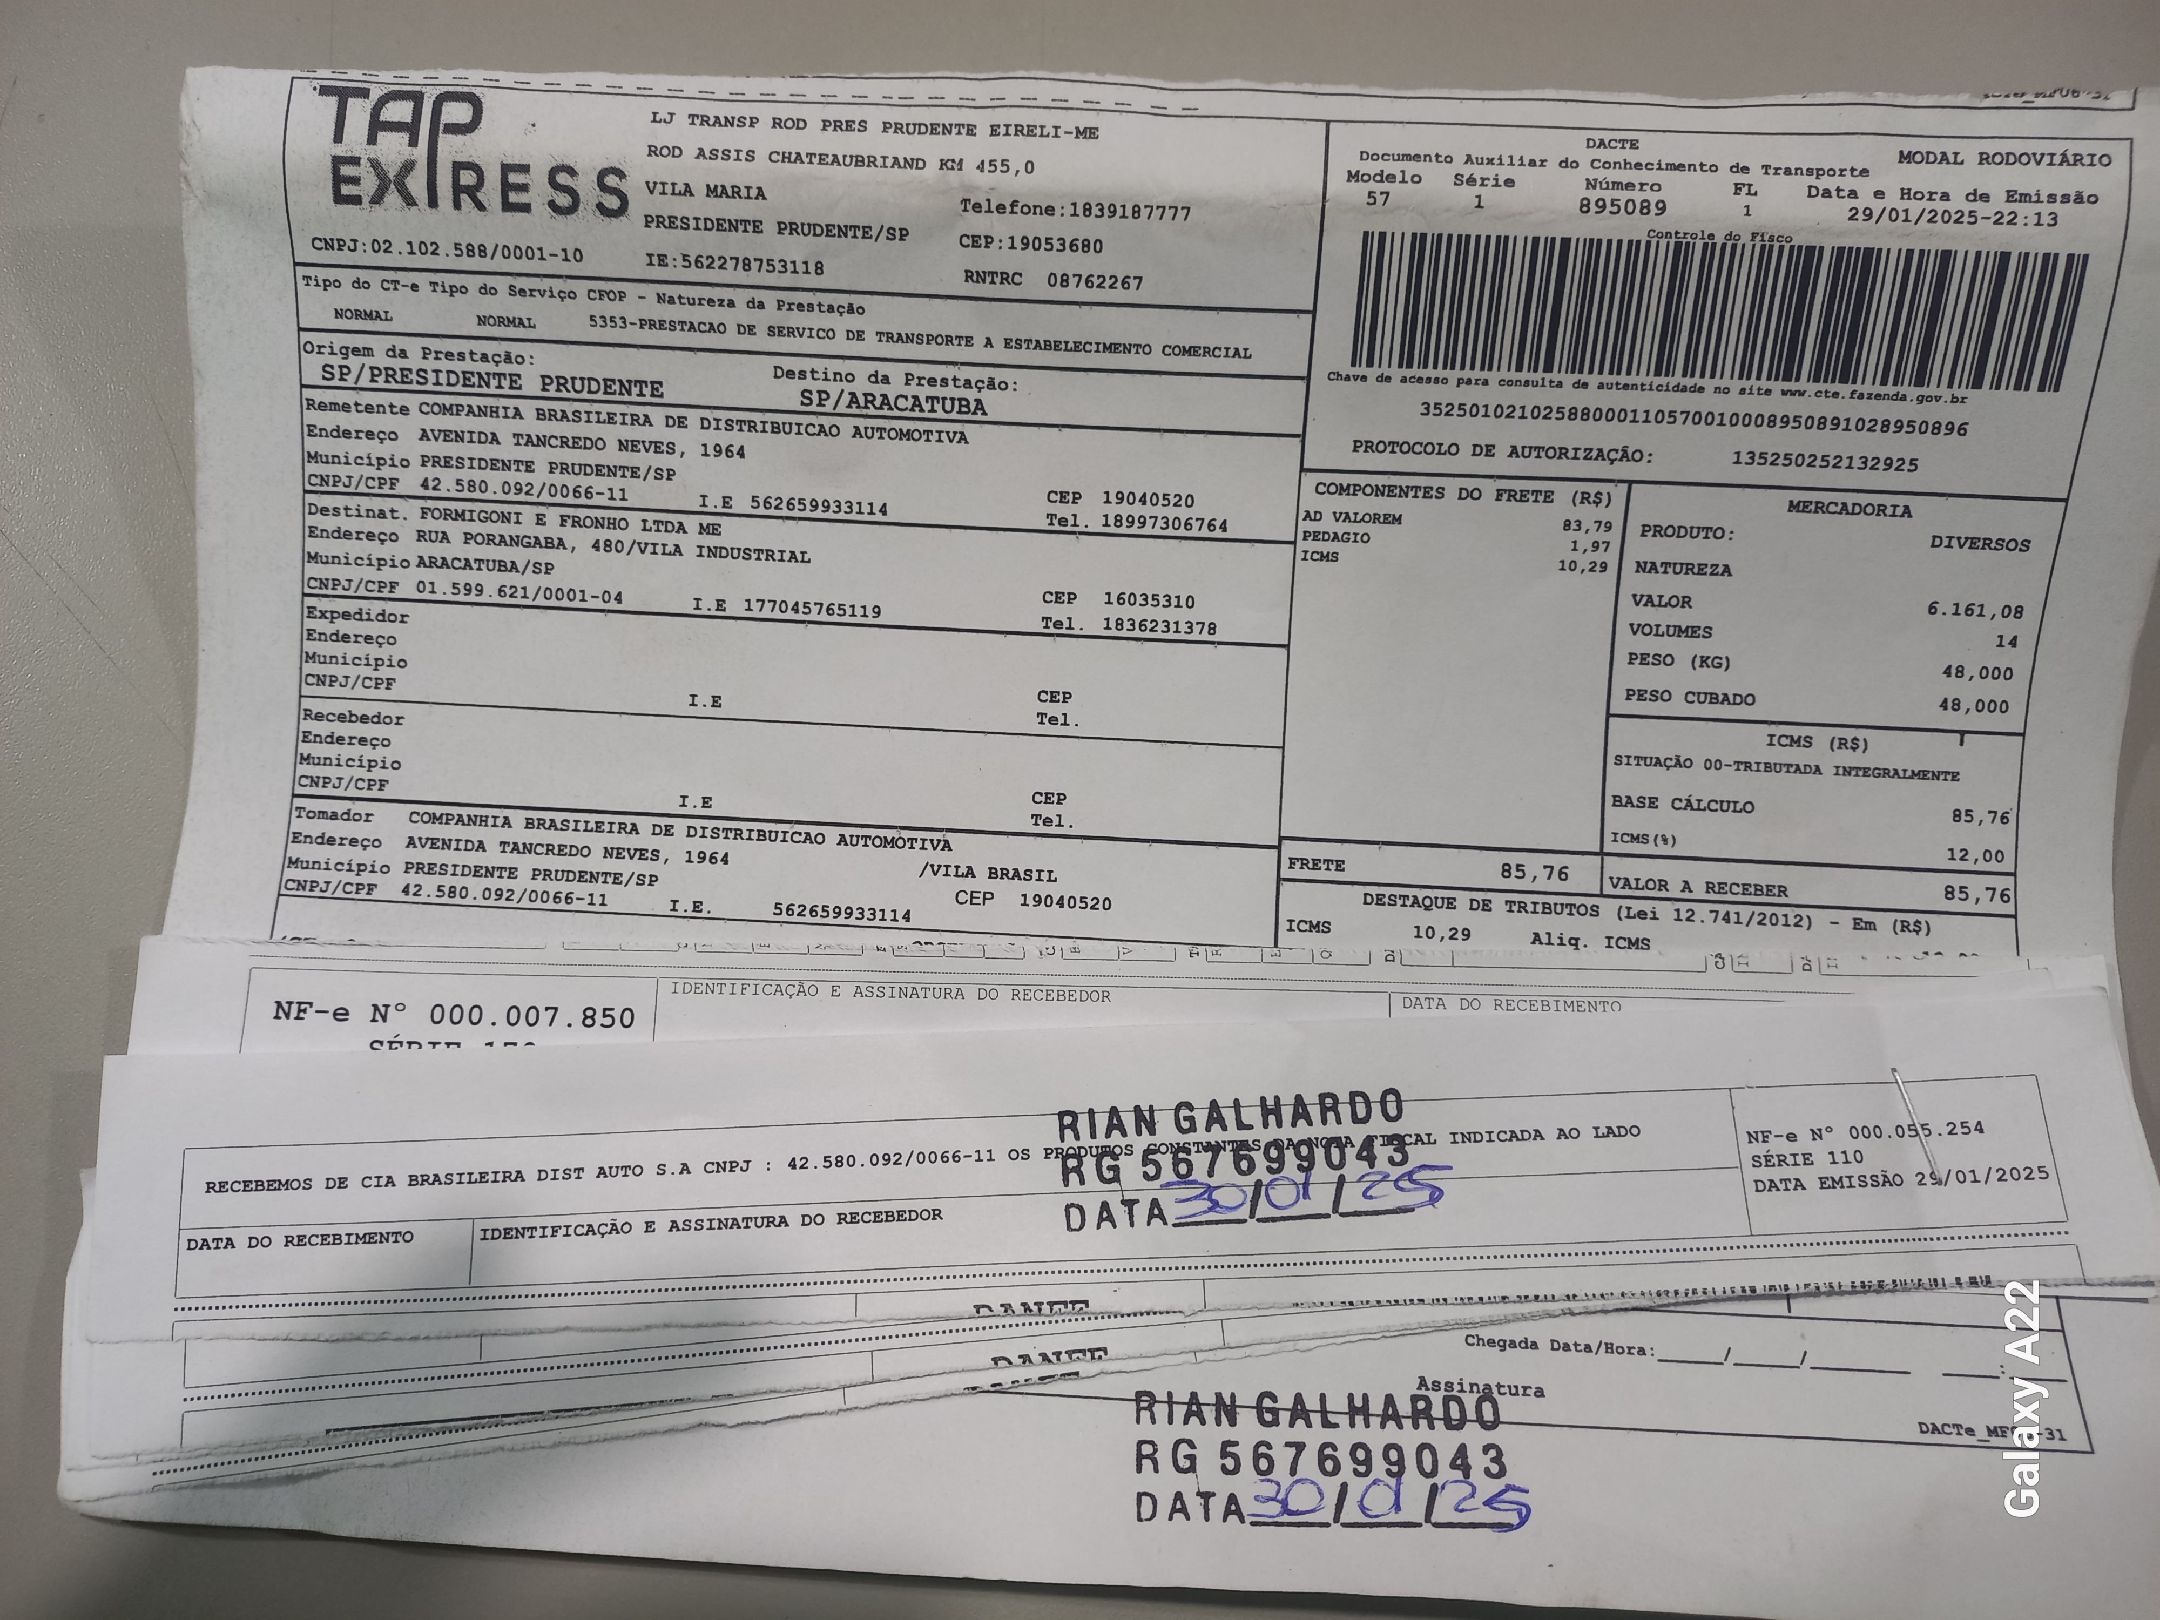 TAP EXPRESS
LJ TRANSP ROD PRES PRUDENTE EIRELI-ME
ROD ASSIS CHATEAUBRIAND KM 455,0
VILA MARIA
Telefone:1839187777
PRESIDENTE PRUDENTE/SP
CEP:19053680
CNPJ:02.102.588/0001-10
IE:562278753118
RNTRC 08762267
DACTE
MODAL RODOVIÁRIO
Documento Auxiliar do Conhecimento de Transporte
Modelo Série Número FL Data e Hora de Emissão
57 1 895089 1 29/01/2025-22:13
Controle do Fisco
Chave de acesso para consulta de autenticidade no site www.cte.fazenda.gov.br
35250102102588000110570010008950891028950896
PROTOCOLO DE AUTORIZAÇÃO: 135250252132925
Tipo do CT-e Tipo do Serviço CFOP - Natureza da Prestação
NORMAL NORMAL 5353-PRESTACAO DE SERVICO DE TRANSPORTE A ESTABELECIMENTO COMERCIAL
Origem da Prestação: Destino da Prestação:
SP/PRESIDENTE PRUDENTE SP/ARACATUBA
Remetente COMPANHIA BRASILEIRA DE DISTRIBUICAO AUTOMOTIVA
Endereço AVENIDA TANCREDO NEVES, 1964
Município PRESIDENTE PRUDENTE/SP
CEP 19040520
CNPJ/CPF 42.580.092/0066-11 I.E 562659933114 Tel. 18997306764
Destinat. FORMIGONI E FRONHO LTDA ME
Endereço RUA PORANGABA, 480/VILA INDUSTRIAL
Município ARACATUBA/SP
CEP 16035310
CNPJ/CPF 01.599.621/0001-04 I.E 177045765119 Tel. 1836231378
Expedidor
Endereço
Município
CEP
CNPJ/CPF I.E Tel.
Recebedor
Endereço
Município
CEP
CNPJ/CPF I.E Tel.
Tomador COMPANHIA BRASILEIRA DE DISTRIBUICAO AUTOMOTIVA
Endereço AVENIDA TANCREDO NEVES, 1964 /VILA BRASIL
Município PRESIDENTE PRUDENTE/SP CEP 19040520
CNPJ/CPF 42.580.092/0066-11 I.E. 562659933114
COMPONENTES DO FRETE (R$)
AD VALOREM 83,79
PEDAGIO 1,97
ICMS 10,29
MERCADORIA
PRODUTO: DIVERSOS
NATUREZA
VALOR 6.161,08
VOLUMES 14
PESO (KG) 48,000
PESO CUBADO 48,000
ICMS (R$)
SITUAÇÃO 00-TRIBUTADA INTEGRALMENTE
BASE CÁLCULO 85,76
ICMS(%) 12,00
FRETE 85,76
VALOR A RECEBER 85,76
DESTAQUE DE TRIBUTOS (Lei 12.741/2012) - Em (R$)
ICMS 10,29 Aliq. ICMS
NF-e Nº 000.007.850
IDENTIFICAÇÃO E ASSINATURA DO RECEBEDOR
DATA DO RECEBIMENTO
RECEBEMOS DE CIA BRASILEIRA DIST AUTO S.A CNPJ : 42.580.092/0066-11 OS PRODUTOS CONSTANTES DA NOTA FISCAL INDICADA AO LADO
DATA DO RECEBIMENTO
IDENTIFICAÇÃO E ASSINATURA DO RECEBEDOR
RIAN GALHARDO
RG 567699043
DATA 30/01/25
NF-e Nº 000.055.254
SÉRIE 110
DATA EMISSÃO 29/01/2025
DANFE
DANFE
Chegada Data/Hora:___/___/___ ___:___
Assinatura
RIAN GALHARDO
RG 567699043
DATA 30/01/25
Galaxy A22